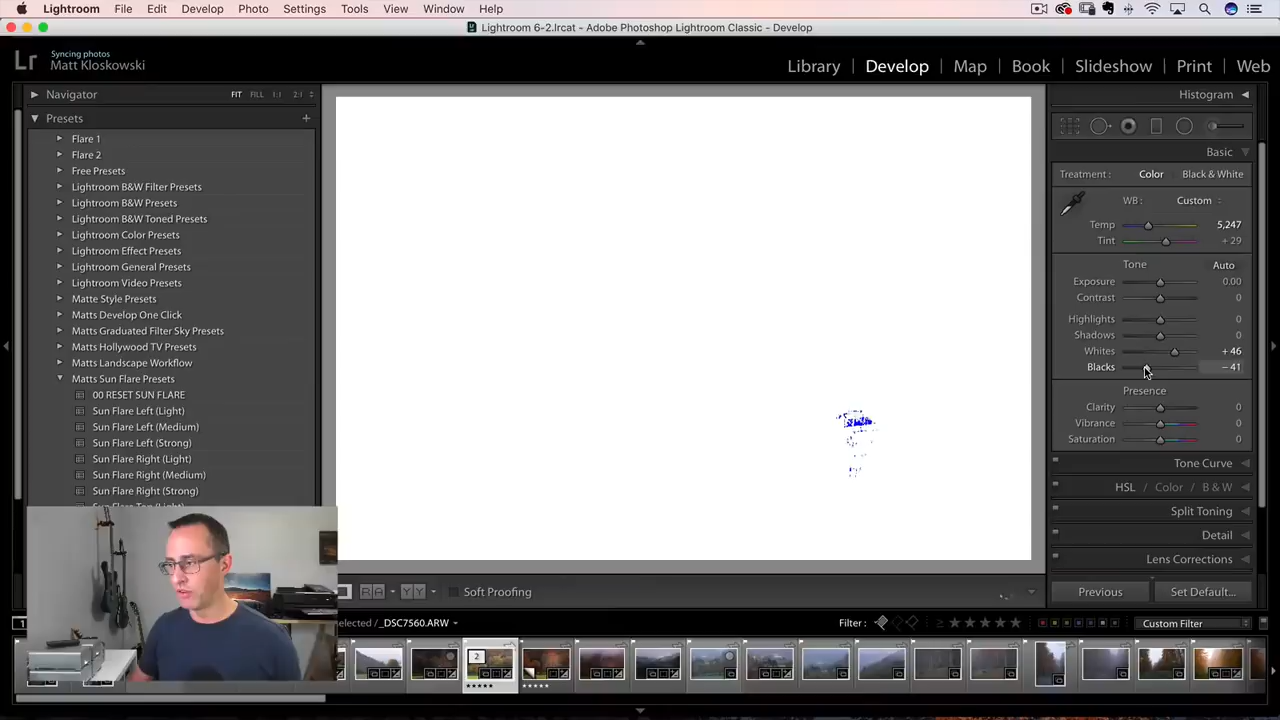 Lightroom File Edit Develop Photo Settings Tools View Window Help
Lightroom 6-2.lrcat - Adobe Photoshop Lightroom Classic - Develop
Lr
Syncing photos
Matt Kloskowski
Library | Develop | Map | Book | Slideshow | Print | Web
Navigator FIT FILL 1:1 2:1
Presets +
Flare 1
Flare 2
Free Presets
Lightroom B&W Filter Presets
Lightroom B&W Presets
Lightroom B&W Toned Presets
Lightroom Color Presets
Lightroom Effect Presets
Lightroom General Presets
Lightroom Video Presets
Matte Style Presets
Matts Develop One Click
Matts Graduated Filter Sky Presets
Matts Hollywood TV Presets
Matts Landscape Workflow
Matts Sun Flare Presets
00 RESET SUN FLARE
Sun Flare Left (Light)
Sun Flare Left (Medium)
Sun Flare Left (Strong)
Sun Flare Right (Light)
Sun Flare Right (Medium)
Sun Flare Right (Strong)
Histogram
Basic
Treatment : Color Black & White
WB : Custom
Temp 5,247
Tint + 29
Tone Auto
Exposure 0.00
Contrast 0
Highlights 0
Shadows 0
Whites + 46
Blacks – 41
Presence
Clarity 0
Vibrance 0
Saturation 0
Tone Curve
HSL / Color / B & W
Split Toning
Detail
Lens Corrections
Previous Set Default...
RA YY Soft Proofing
1
selected / _DSC7560.ARW
Filter : Custom Filter
2